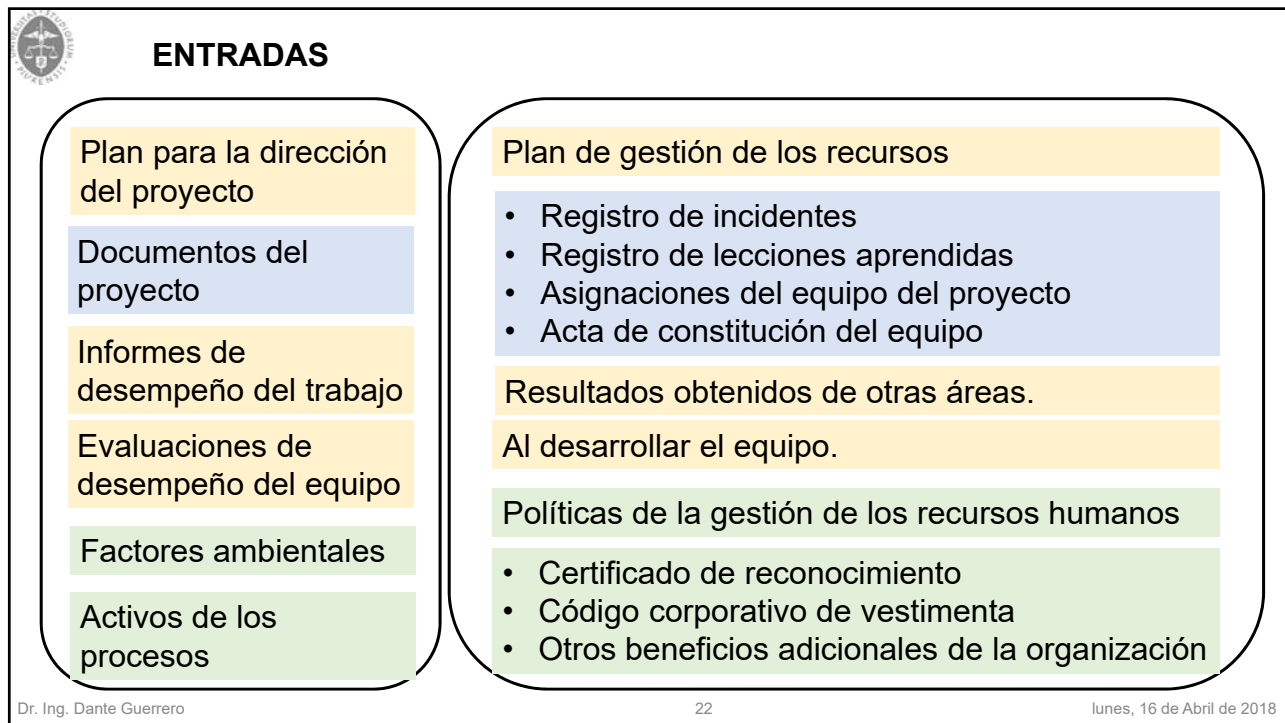 ENTRADAS
Plan para la dirección
del proyecto
Documentos del
proyecto
Informes de
desempeño del trabajo
Evaluaciones de
desempeño del equipo
Factores ambientales
Activos de los
procesos
Plan de gestión de los recursos
• Registro de incidentes
• Registro de lecciones aprendidas
• Asignaciones del equipo del proyecto
• Acta de constitución del equipo
Resultados obtenidos de otras áreas.
Al desarrollar el equipo.
Políticas de la gestión de los recursos humanos
• Certificado de reconocimiento
• Código corporativo de vestimenta
• Otros beneficios adicionales de la organización
Dr. Ing. Dante Guerrero
22
lunes, 16 de Abril de 2018